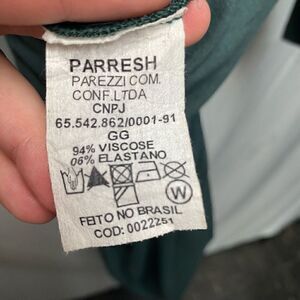 PARRESH
PAREZZI COM.
CONF.LTDA
CNPJ
65.542.862/0001-91
GG
94% VISCOSE
06% ELASTANO
W
FEITO NO BRASIL
COD: 0022251